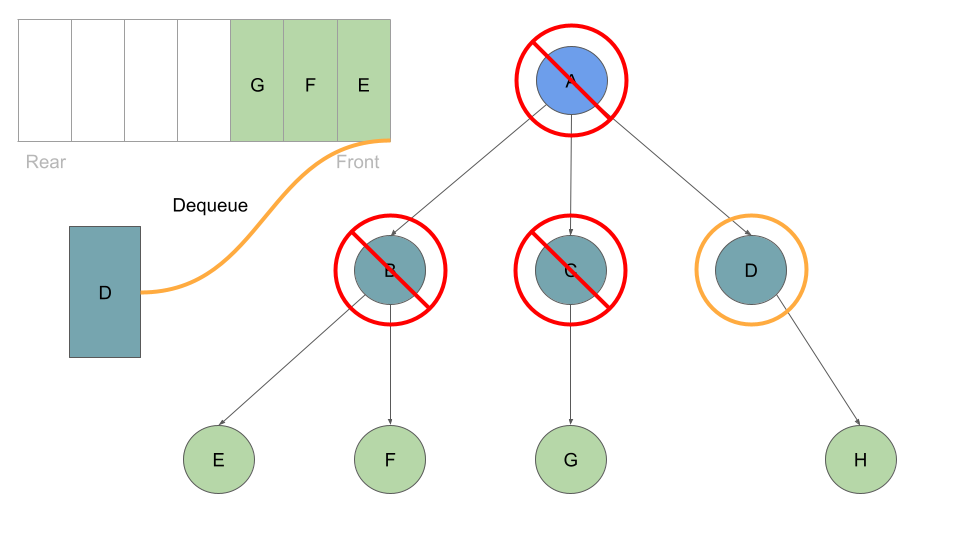 A
G F E
Rear Front
Dequeue
B C D
D
E F G H